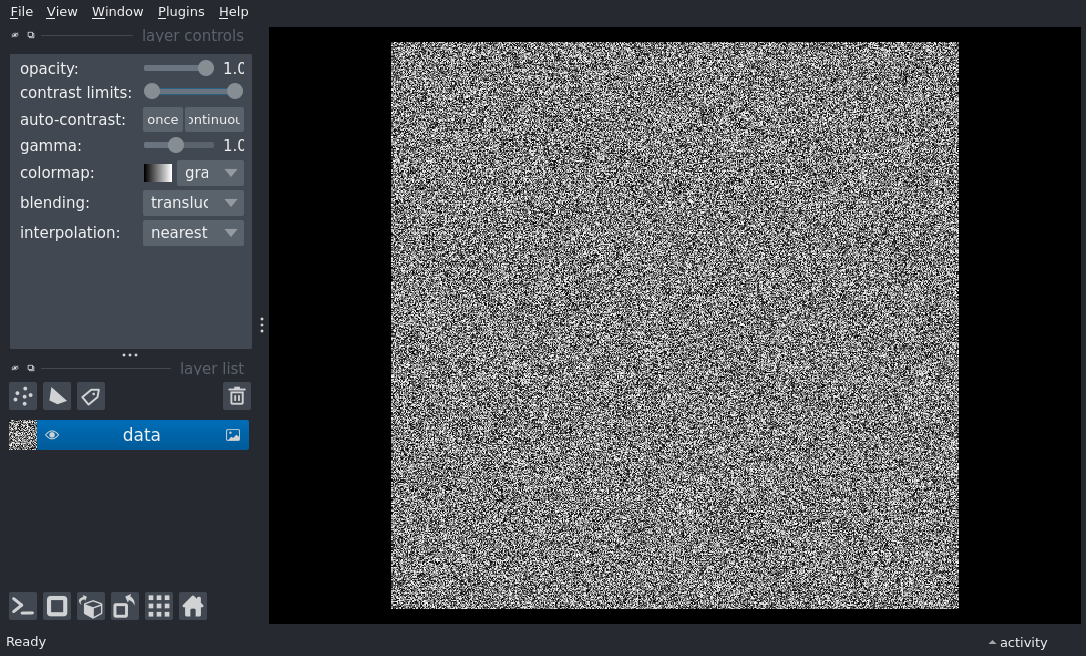 File View Window Plugins Help
layer controls
opacity: 1.0
contrast limits:
auto-contrast: once ontinuou
gamma: 1.0
colormap: gra
blending: transluc
interpolation: nearest
layer list
data
Ready
activity